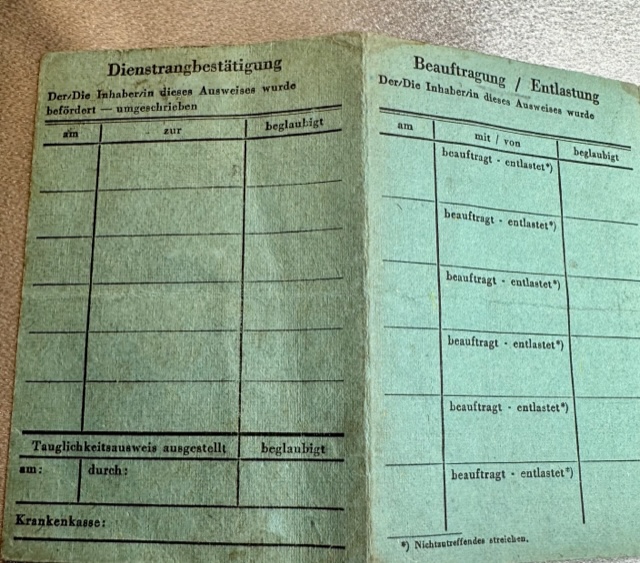 Dienstrangbestätigung
Der/Die Inhaber/in dieses Ausweises wurde
befördert — umgeschrieben
am zur beglaubigt
Tauglichkeitsausweis ausgestellt beglaubigt
am: durch:
Krankenkasse:
Beauftragung / Entlastung
Der/Die Inhaber/in dieses Ausweises wurde
am mit / von beglaubigt
beauftragt - entlastet*)
beauftragt - entlastet*)
beauftragt - entlastet*)
beauftragt - entlastet*)
beauftragt - entlastet*)
beauftragt - entlastet*)
*) Nichtzutreffendes streichen.